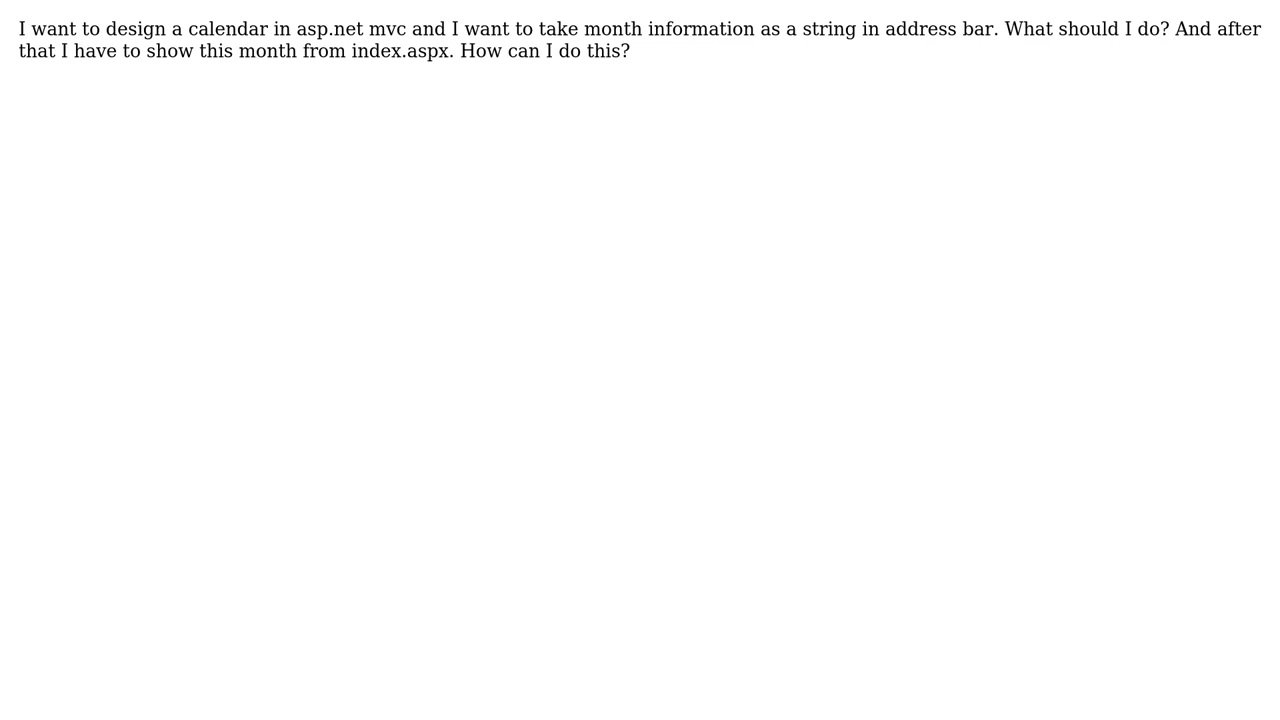 I want to design a calendar in asp.net mvc and I want to take month information as a string in address bar. What should I do? And after
that I have to show this month from index.aspx. How can I do this?